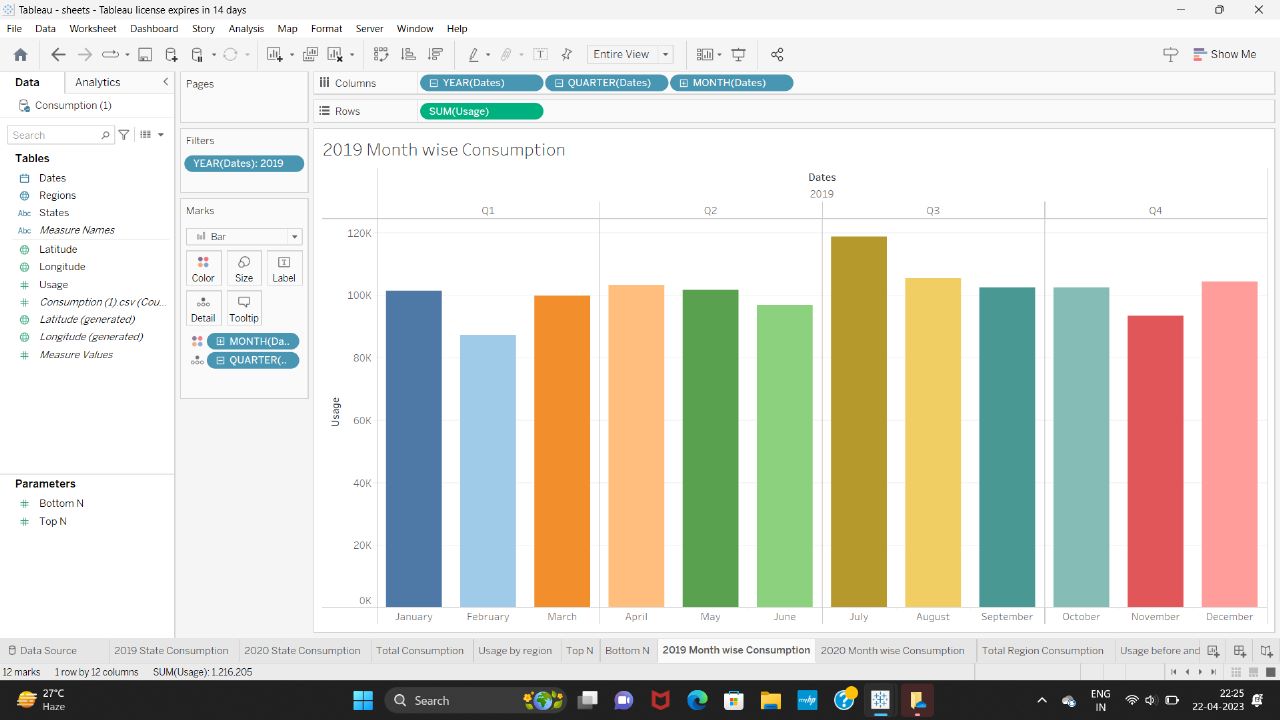 Tableau - sheets - Tableau license expires in 14 days
File Data Worksheet Dashboard Story Analysis Map Format Server Window Help
Entire View
Show Me
Data Analytics
Consumption (1)
Search
Tables
Dates
Regions
Abc States
Abc Measure Names
Latitude
Longitude
Usage
Consumption (1).csv (Cou...
Latitude (generated)
Longitude (generated)
Measure Values
Parameters
Bottom N
Top N
Pages
Filters
YEAR(Dates): 2019
Marks
Bar
Color Size Label
Detail Tooltip
MONTH(Da..
QUARTER(..
Columns YEAR(Dates) QUARTER(Dates) MONTH(Dates)
Rows SUM(Usage)
2019 Month wise Consumption
Dates
2019
Q1 Q2 Q3 Q4
120K
100K
80K
60K
40K
20K
0K
Usage
January February March April May June July August September October November December
Data Source 2019 State Consumption 2020 State Consumption Total Consumption Usage by region Top N Bottom N 2019 Month wise Consumption 2020 Month wise Consumption Total Region Consumption Usage before and
12 marks 1 row by 12 columns SUM(Usage): 1,216,205
27°C
Haze
Search
myhp
ENG
IN
22:25
22-04-2023